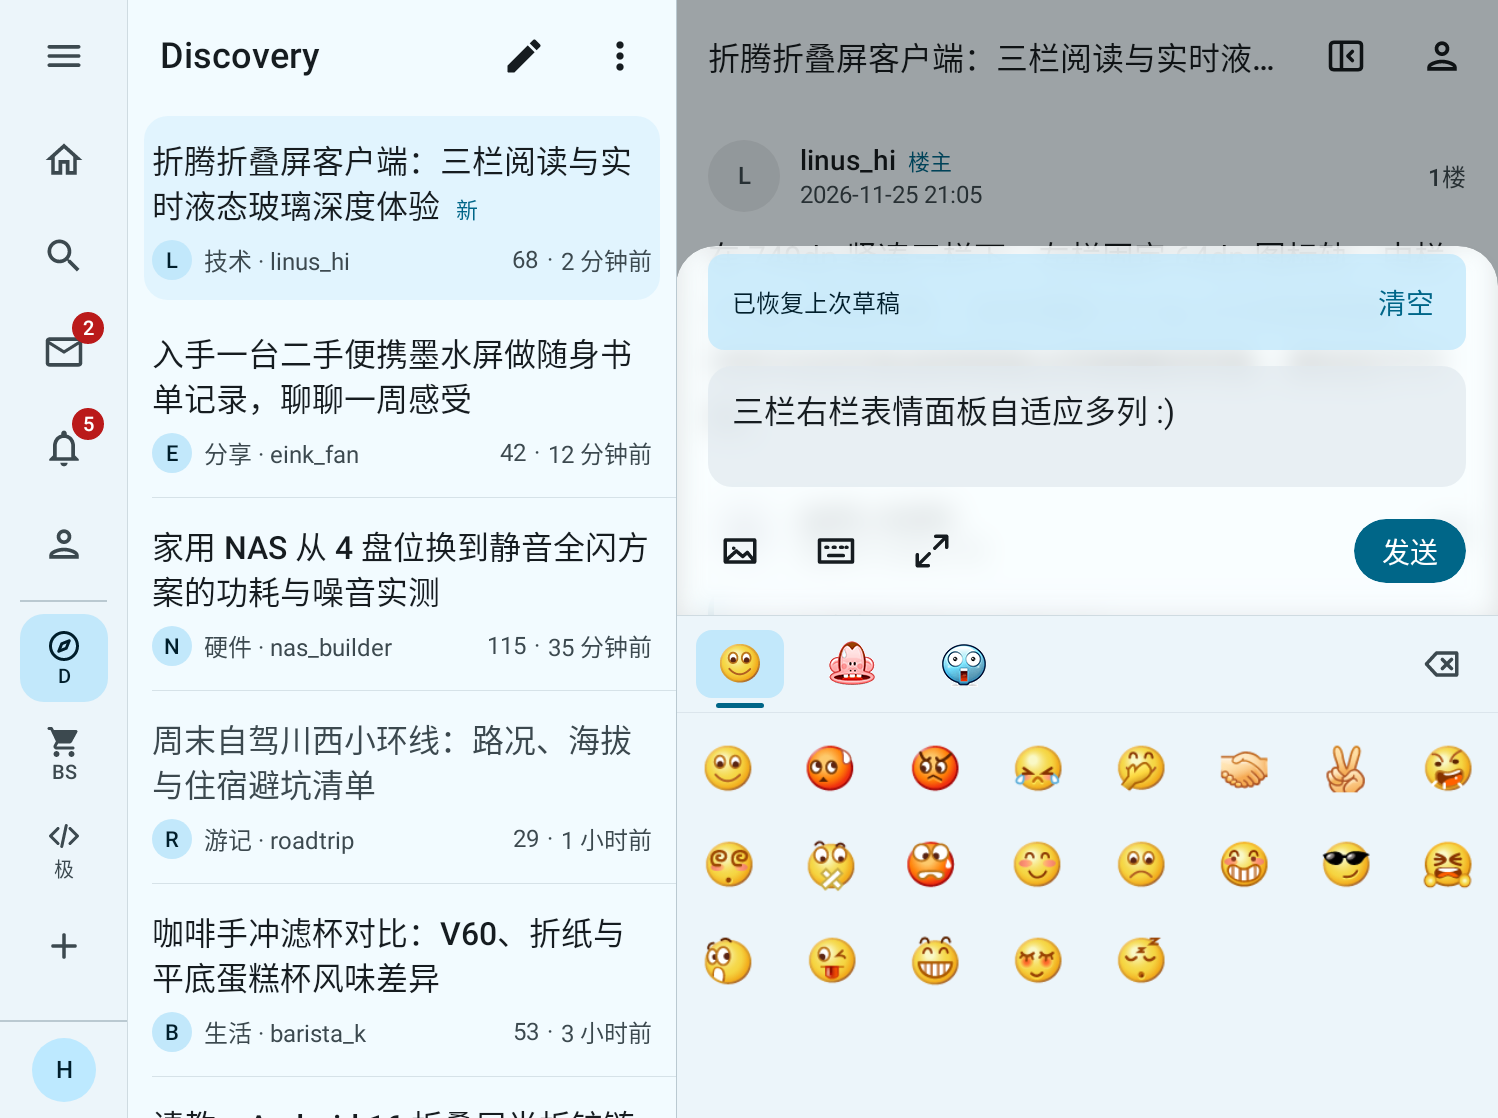 Discovery
折腾折叠屏客户端：三栏阅读与实
时液态玻璃深度体验 新
L 技术 · linus_hi 68 · 2 分钟前
入手一台二手便携墨水屏做随身书
单记录，聊聊一周感受
E 分享 · eink_fan 42 · 12 分钟前
家用 NAS 从 4 盘位换到静音全闪方
案的功耗与噪音实测
N 硬件 · nas_builder 115 · 35 分钟前
周末自驾川西小环线：路况、海拔
与住宿避坑清单
R 游记 · roadtrip 29 · 1 小时前
咖啡手冲滤杯对比：V60、折纸与
平底蛋糕杯风味差异
B 生活 · barista_k 53 · 3 小时前
2
5
D
BS
极
H
折腾折叠屏客户端：三栏阅读与实时液...
L
linus_hi 楼主
2026-11-25 21:05
1楼
已恢复上次草稿 清空
三栏右栏表情面板自适应多列 :)
发送